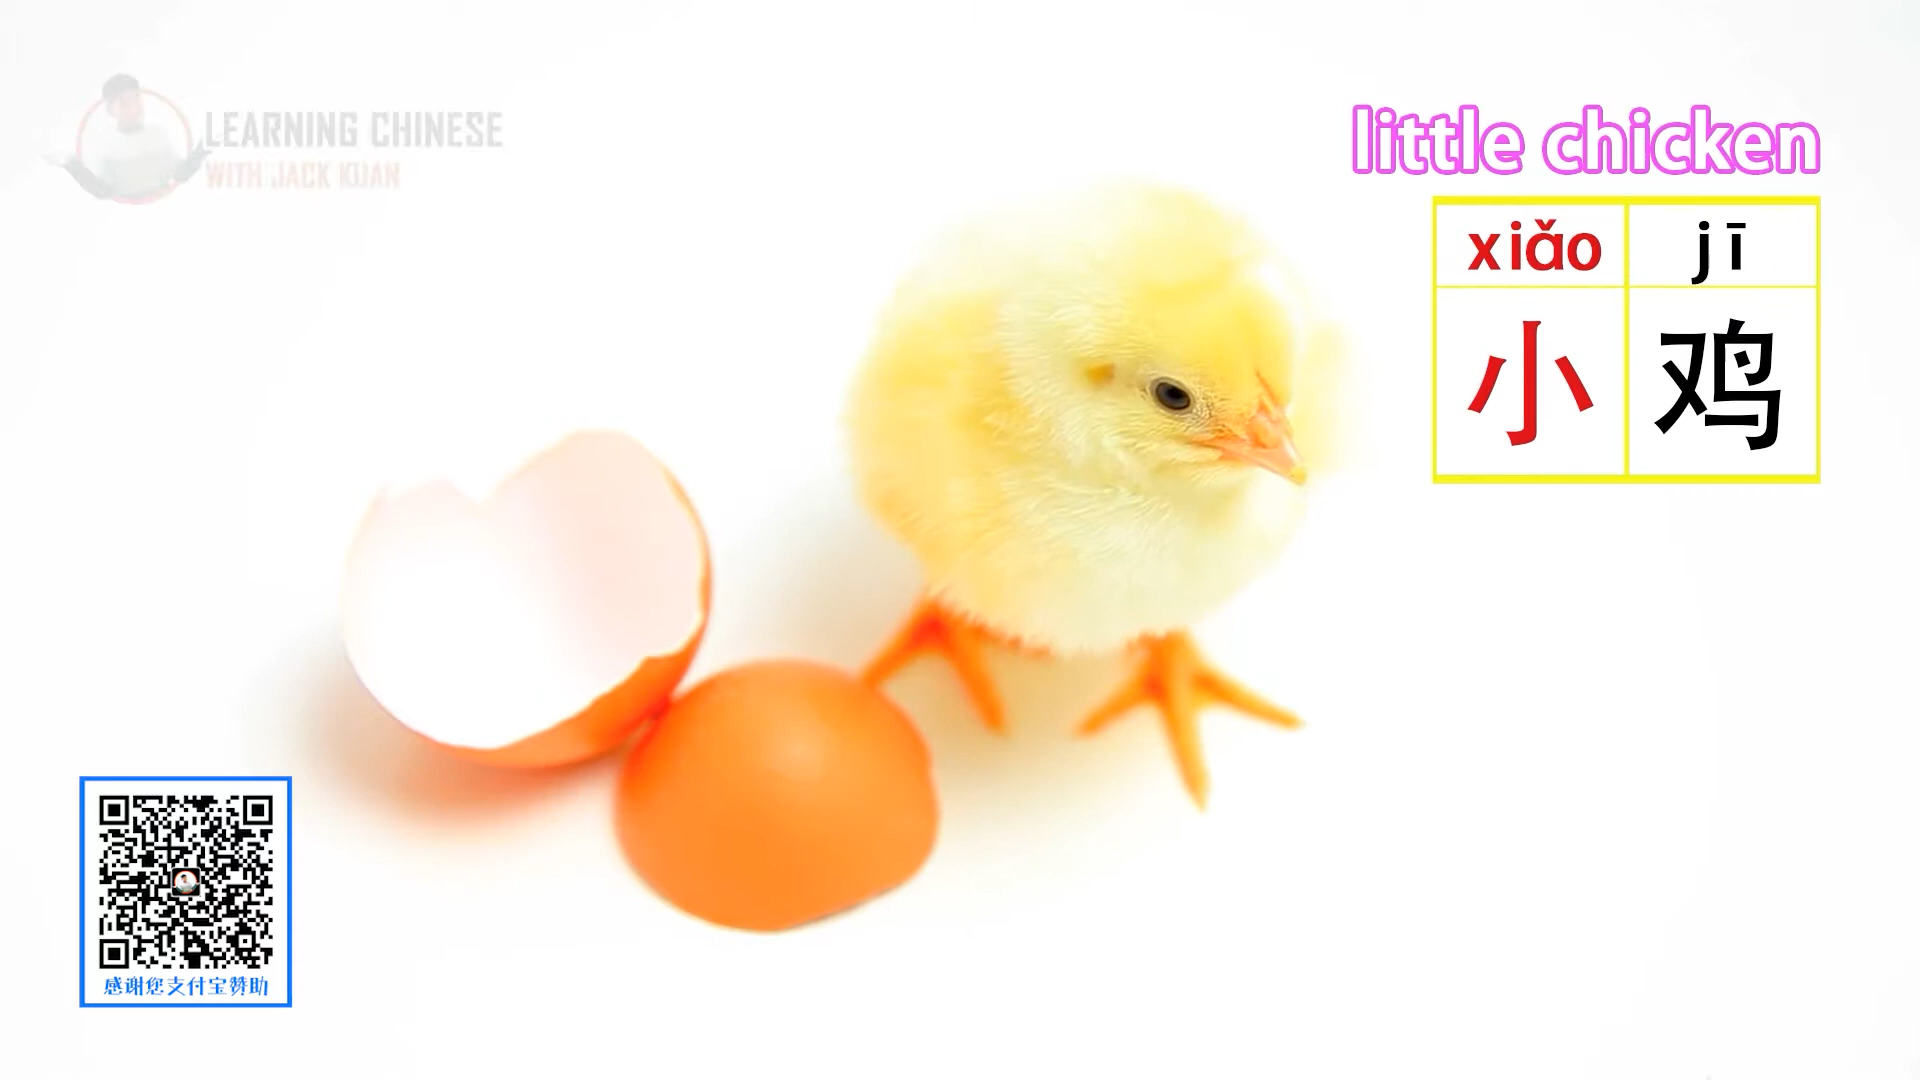 LEARNING CHINESE
WITH JACK KUAN
little chicken
xiǎo jī
小鸡
感谢您支付宝赞助